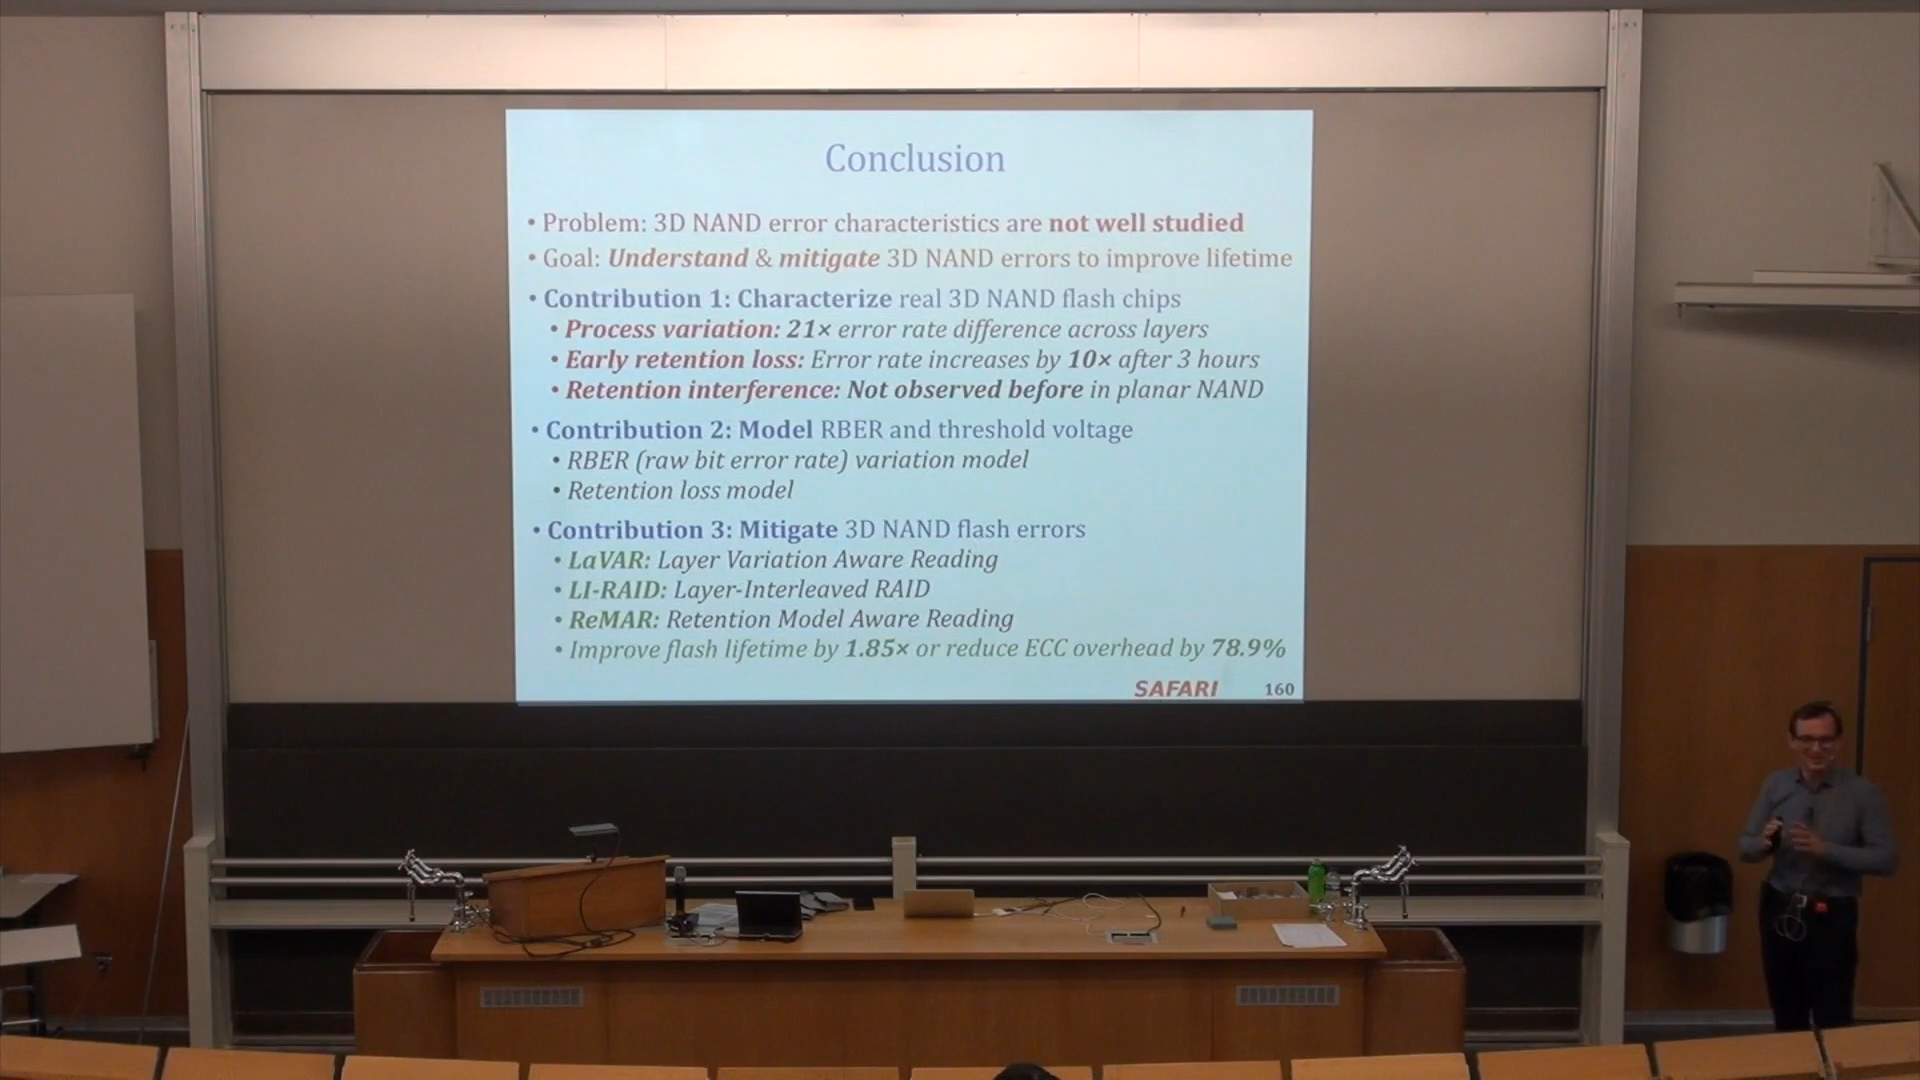 Conclusion
• Problem: 3D NAND error characteristics are not well studied
• Goal: Understand & mitigate 3D NAND errors to improve lifetime
• Contribution 1: Characterize real 3D NAND flash chips
• Process variation: 21× error rate difference across layers
• Early retention loss: Error rate increases by 10× after 3 hours
• Retention interference: Not observed before in planar NAND
• Contribution 2: Model RBER and threshold voltage
• RBER (raw bit error rate) variation model
• Retention loss model
• Contribution 3: Mitigate 3D NAND flash errors
• LaVAR: Layer Variation Aware Reading
• LI-RAID: Layer-Interleaved RAID
• ReMAR: Retention Model Aware Reading
• Improve flash lifetime by 1.85× or reduce ECC overhead by 78.9%
SAFARI 160